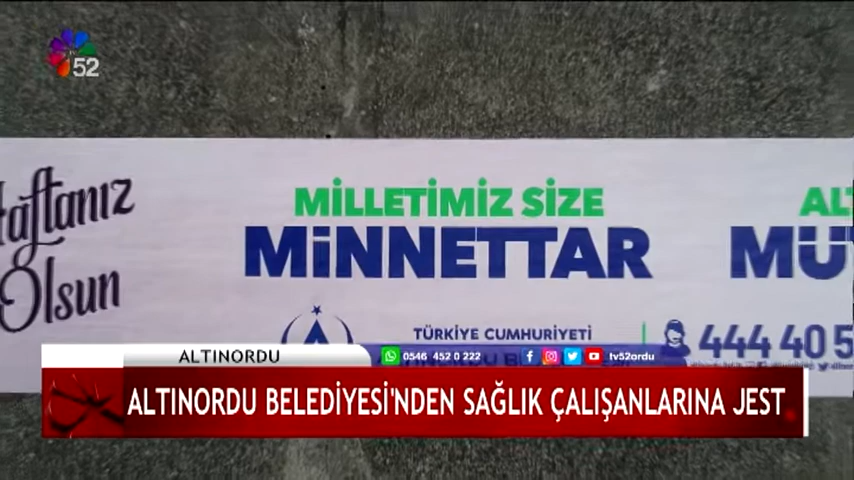 52
Haftanız
Olsun
MİLLETİMİZ SİZE
MİNNETTAR
TÜRKİYE CUMHURİYETİ
444 40 5
ALTINORDU
0546 452 0 222
tv52ordu
ALTINORDU BELEDİYESİ'NDEN SAĞLIK ÇALIŞANLARINA JEST